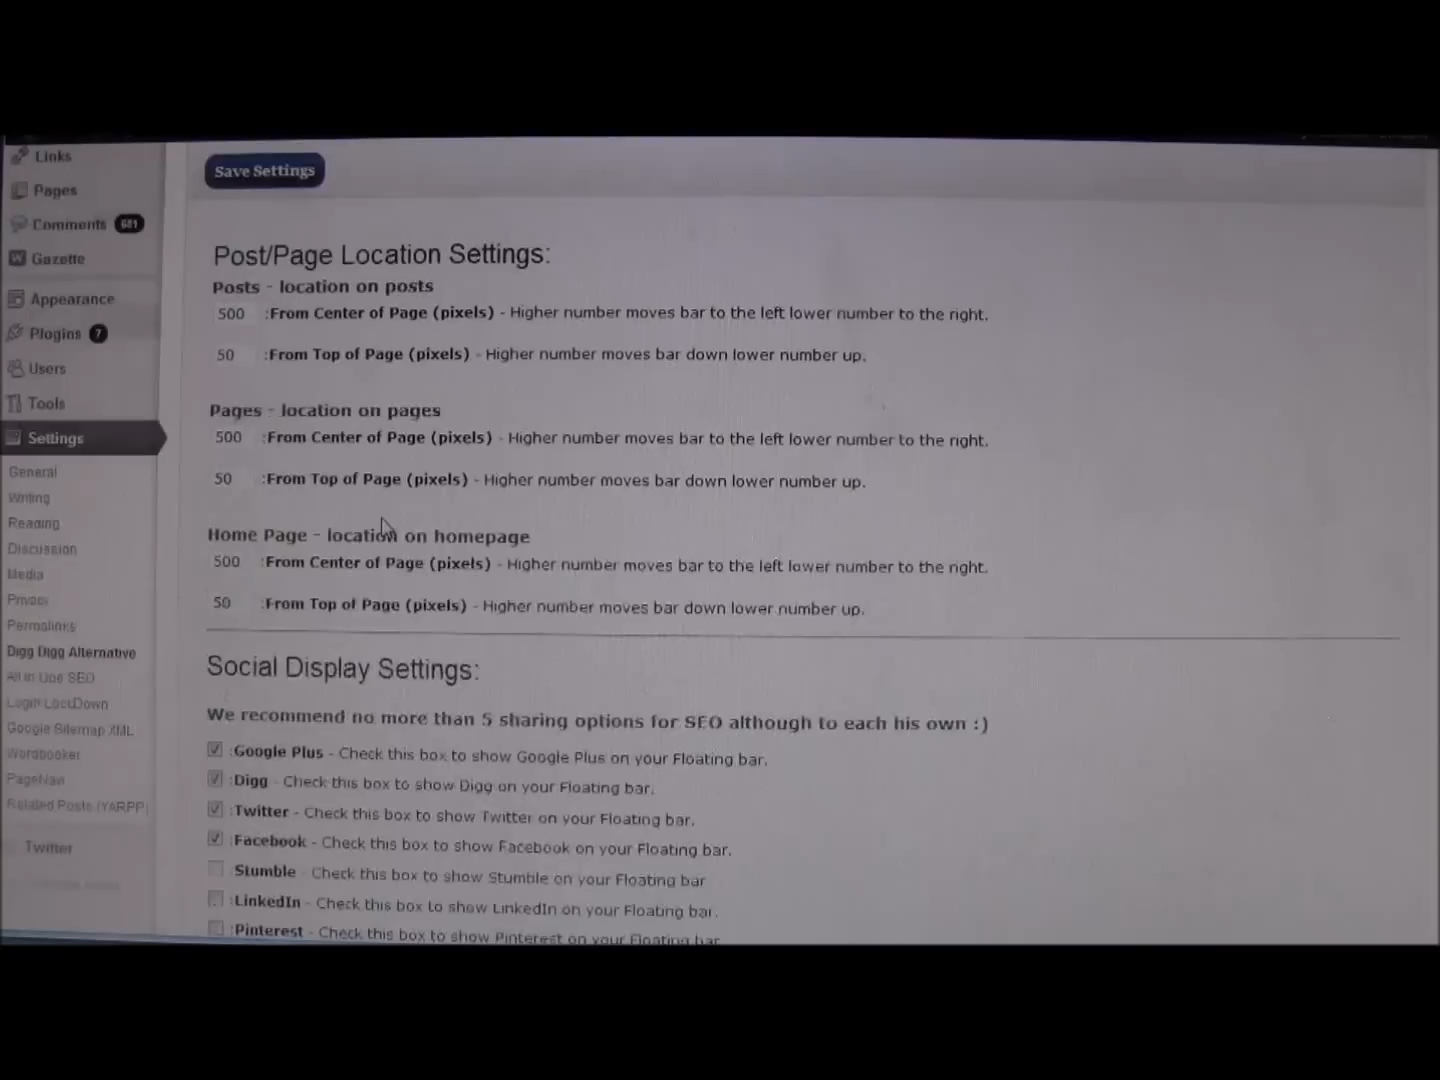 Links
Pages
Comments 681
Gazette
Appearance
Plugins 7
Users
Tools
Settings
General
Writing
Reading
Discussion
Media
Privacy
Permalinks
Digg Digg Alternative
All in One SEO
Login LockDown
Google Sitemap XML
Wordbooker
PageNavi
Related Posts (YARPP)
Twitter
Save Settings
Post/Page Location Settings:
Posts - location on posts
500 :From Center of Page (pixels) - Higher number moves bar to the left lower number to the right.
50 :From Top of Page (pixels) - Higher number moves bar down lower number up.
Pages - location on pages
500 :From Center of Page (pixels) - Higher number moves bar to the left lower number to the right.
50 :From Top of Page (pixels) - Higher number moves bar down lower number up.
Home Page - location on homepage
500 :From Center of Page (pixels) - Higher number moves bar to the left lower number to the right.
50 :From Top of Page (pixels) - Higher number moves bar down lower number up.
Social Display Settings:
We recommend no more than 5 sharing options for SEO although to each his own :)
:Google Plus - Check this box to show Google Plus on your Floating bar.
:Digg - Check this box to show Digg on your Floating bar.
:Twitter - Check this box to show Twitter on your Floating bar.
:Facebook - Check this box to show Facebook on your Floating bar.
:Stumble - Check this box to show Stumble on your Floating bar
:LinkedIn - Check this box to show LinkedIn on your Floating bar.
:Pinterest - Check this box to show Pinterest on your Floating bar